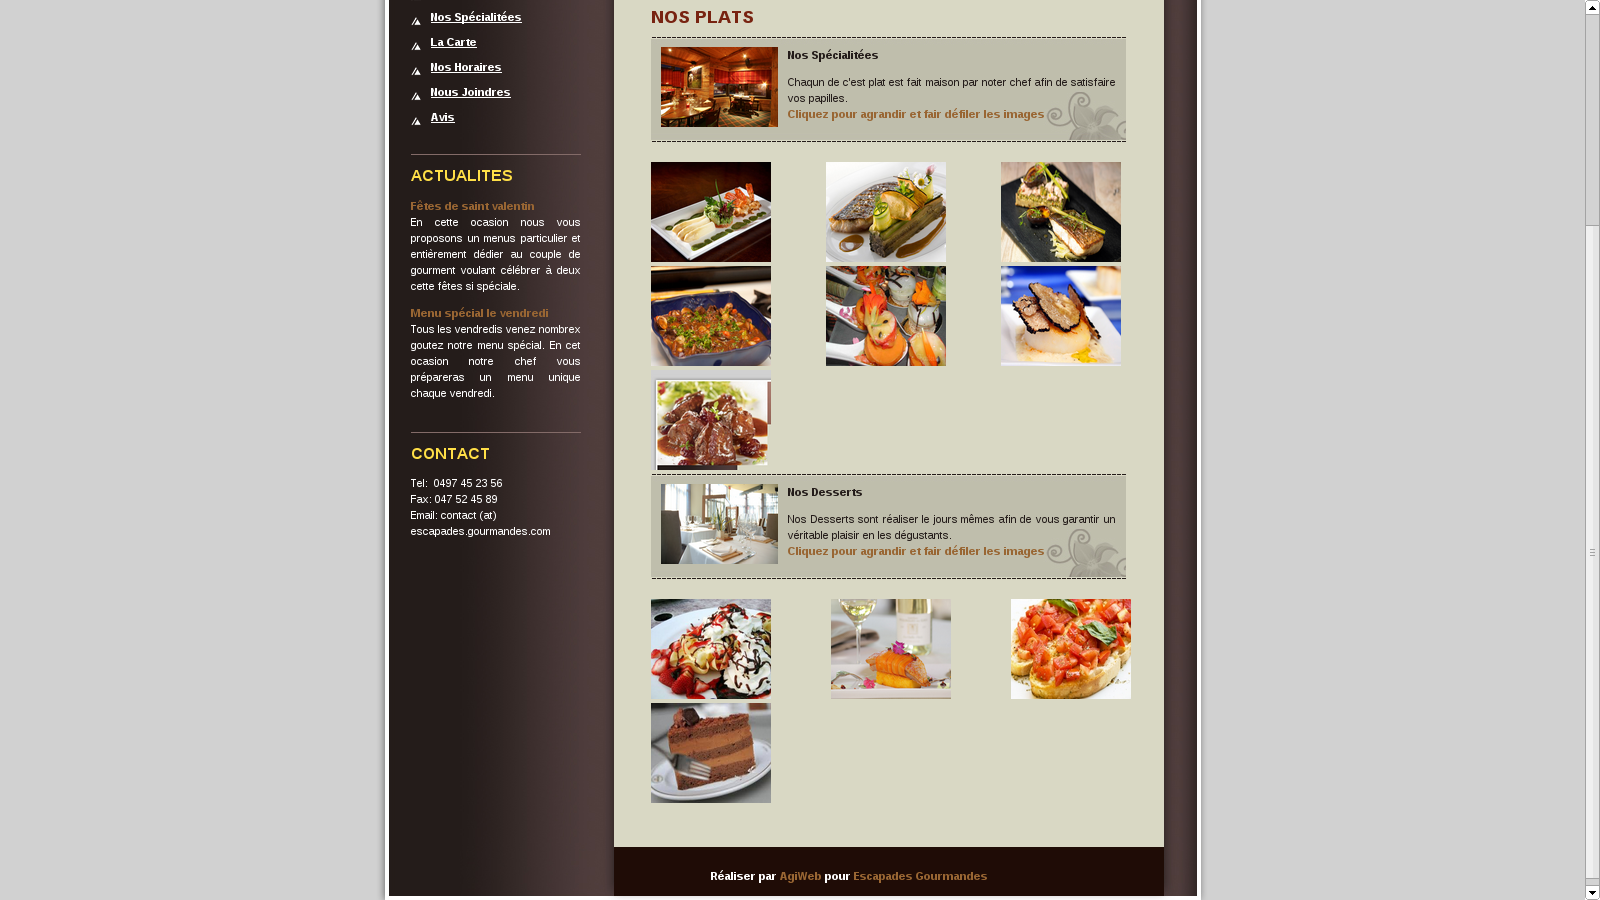 Nos Spécialitées
La Carte
Nos Horaires
Nous Joindres
Avis
ACTUALITES
Fêtes de saint valentin
En cette ocasion nous vous
proposons un menus particulier et
entièrement dédier au couple de
gourment voulant célébrer à deux
cette fêtes si spéciale.
Menu spécial le vendredi
Tous les vendredis venez nombrex
goutez notre menu spécial. En cet
ocasion notre chef vous
prépareras un menu unique
chaque vendredi.
CONTACT
Tel: 0497 45 23 56
Fax: 047 52 45 89
Email: contact (at)
escapades.gourmandes.com
NOS PLATS
Nos Spécialitées
Chaqun de c'est plat est fait maison par noter chef afin de satisfaire
vos papilles.
Cliquez pour agrandir et fair défiler les images
Nos Desserts
Nos Desserts sont réaliser le jours mêmes afin de vous garantir un
véritable plaisir en les dégustants.
Cliquez pour agrandir et fair défiler les images
Réaliser par AgiWeb pour Escapades Gourmandes